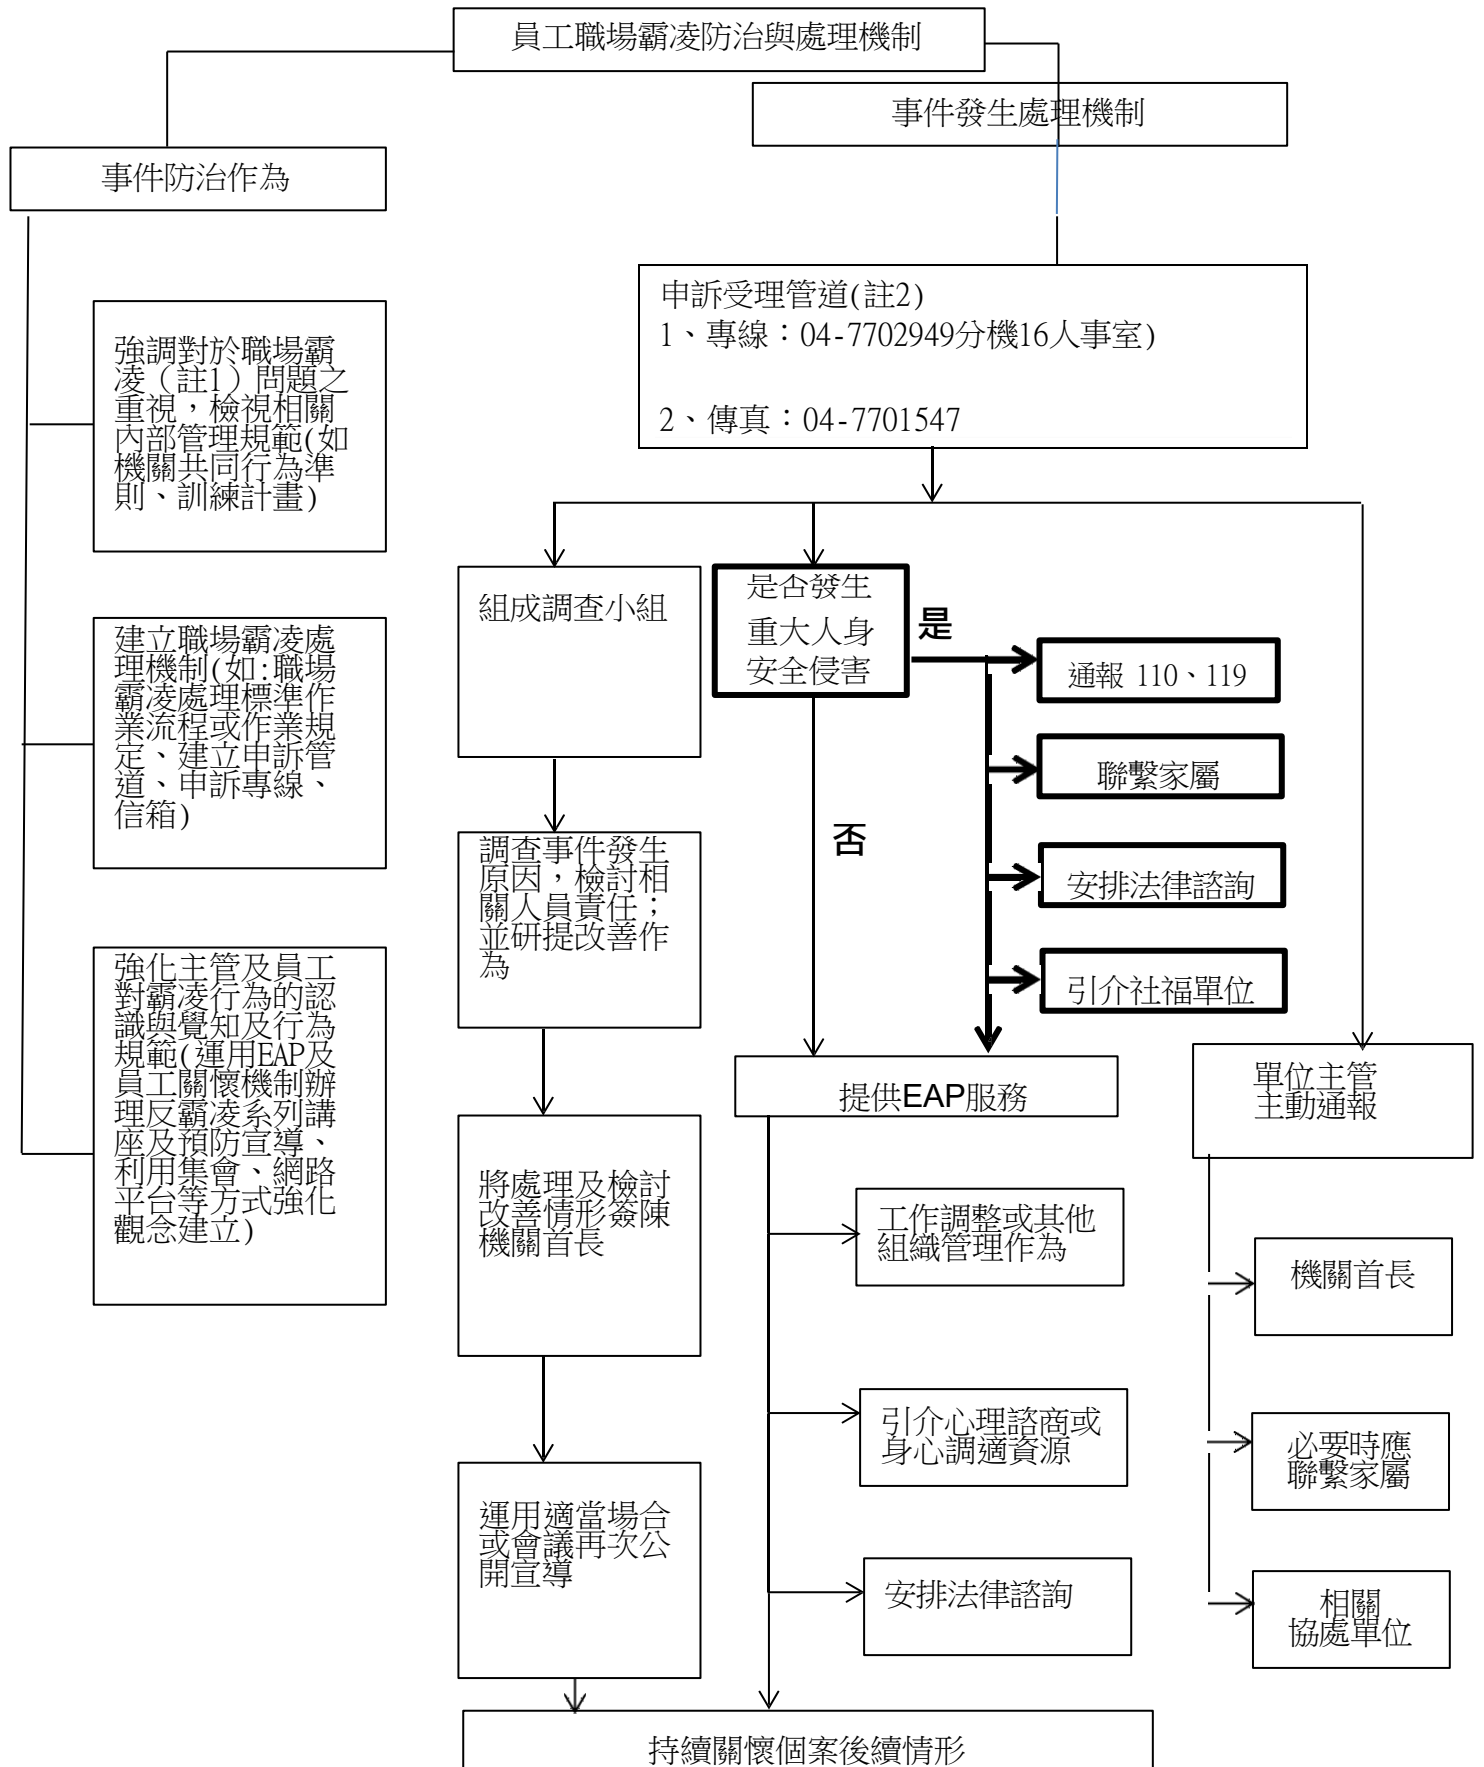 員工職場霸凌防治與處理機制
事件發生處理機制
事件防治作為
強調對於職場霸
凌（註1）問題之
重視，檢視相關
內部管理規範(如
機關共同行為準
則、訓練計畫)
建立職場霸凌處
理機制(如:職場
霸凌處理標準作
業流程或作業規
定、建立申訴管
道、申訴專線、
信箱)
強化主管及員工
對霸凌行為的認
識與覺知及行為
規範(運用EAP及
員工關懷機制辦
理反霸凌系列講
座及預防宣導、
利用集會、網路
平台等方式強化
觀念建立)
申訴受理管道(註2)
1、專線：04-7702949分機16人事室)
2、傳真：04-7701547
組成調查小組
調查事件發生
原因，檢討相
關人員責任；
並研提改善作
為
將處理及檢討
改善情形簽陳
機關首長
運用適當場合
或會議再次公
開宣導
是否發生
重大人身
安全侵害
是
否
通報 110、119
聯繫家屬
安排法律諮詢
引介社福單位
提供EAP服務
工作調整或其他
組織管理作為
引介心理諮商或
身心調適資源
安排法律諮詢
單位主管
主動通報
機關首長
必要時應
聯繫家屬
相關
協處單位
持續關懷個案後續情形